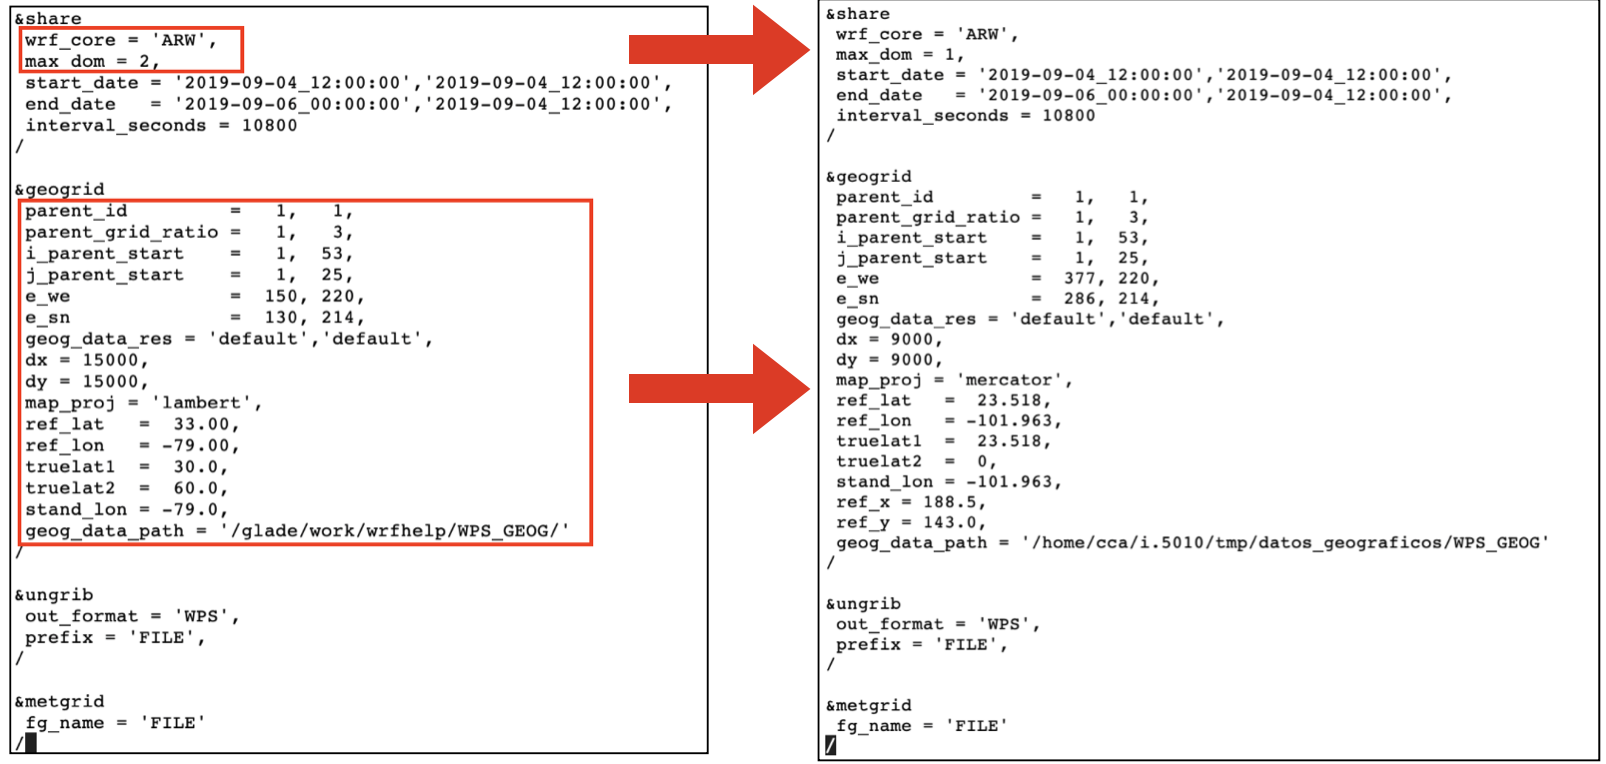 &share
 wrf_core = 'ARW',
 max_dom = 2,
 start_date = '2019-09-04_12:00:00','2019-09-04_12:00:00',
 end_date   = '2019-09-06_00:00:00','2019-09-04_12:00:00',
 interval_seconds = 10800
/

&geogrid
 parent_id         =   1,   1,
 parent_grid_ratio =   1,   3,
 i_parent_start    =   1,  53,
 j_parent_start    =   1,  25,
 e_we              =  150, 220,
 e_sn              =  130, 214,
 geog_data_res = 'default','default',
 dx = 15000,
 dy = 15000,
 map_proj = 'lambert',
 ref_lat   =  33.00,
 ref_lon   = -79.00,
 truelat1  =  30.0,
 truelat2  =  60.0,
 stand_lon = -79.0,
 geog_data_path = '/glade/work/wrfhelp/WPS_GEOG/'
/

&ungrib
 out_format = 'WPS',
 prefix = 'FILE',
/

&metgrid
 fg_name = 'FILE'
/

&share
 wrf_core = 'ARW',
 max_dom = 1,
 start_date = '2019-09-04_12:00:00','2019-09-04_12:00:00',
 end_date   = '2019-09-06_00:00:00','2019-09-04_12:00:00',
 interval_seconds = 10800
/

&geogrid
 parent_id         =   1,   1,
 parent_grid_ratio =   1,   3,
 i_parent_start    =   1,  53,
 j_parent_start    =   1,  25,
 e_we              =  377, 220,
 e_sn              =  286, 214,
 geog_data_res = 'default','default',
 dx = 9000,
 dy = 9000,
 map_proj = 'mercator',
 ref_lat   =  23.518,
 ref_lon   = -101.963,
 truelat1  =  23.518,
 truelat2  =  0,
 stand_lon = -101.963,
 ref_x = 188.5,
 ref_y = 143.0,
 geog_data_path = '/home/cca/i.5010/tmp/datos_geograficos/WPS_GEOG'
/

&ungrib
 out_format = 'WPS',
 prefix = 'FILE',
/

&metgrid
 fg_name = 'FILE'
/